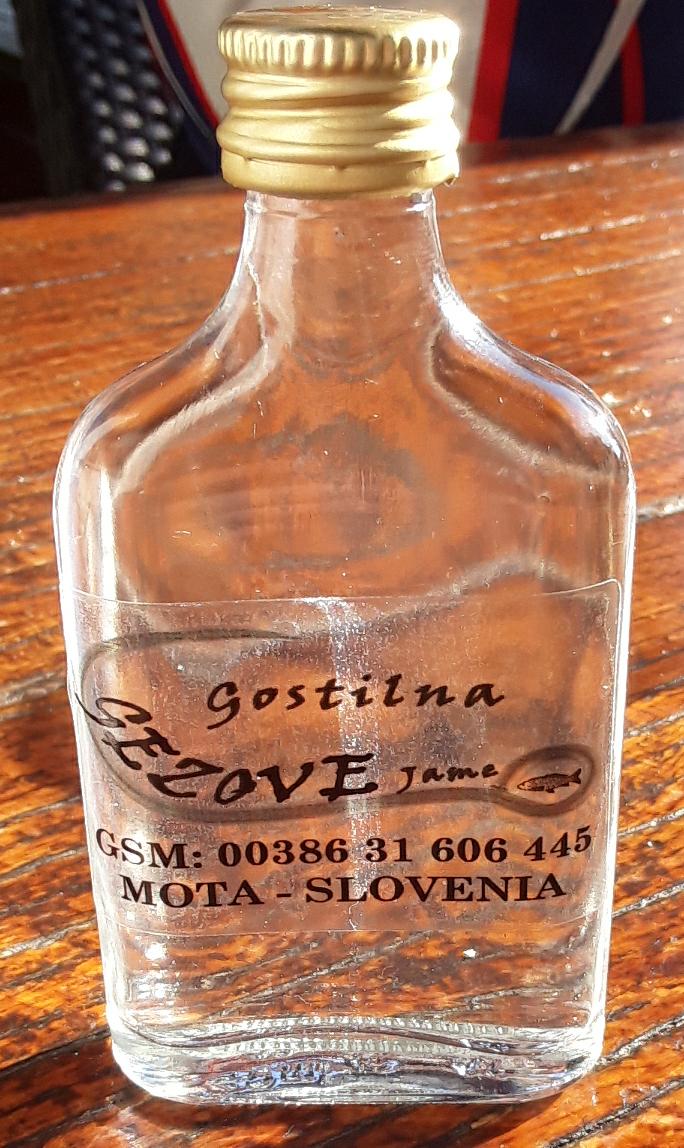 Gostilna
GEZOVE Jame
GSM: 00386 31 606 445
MOTA - SLOVENIA